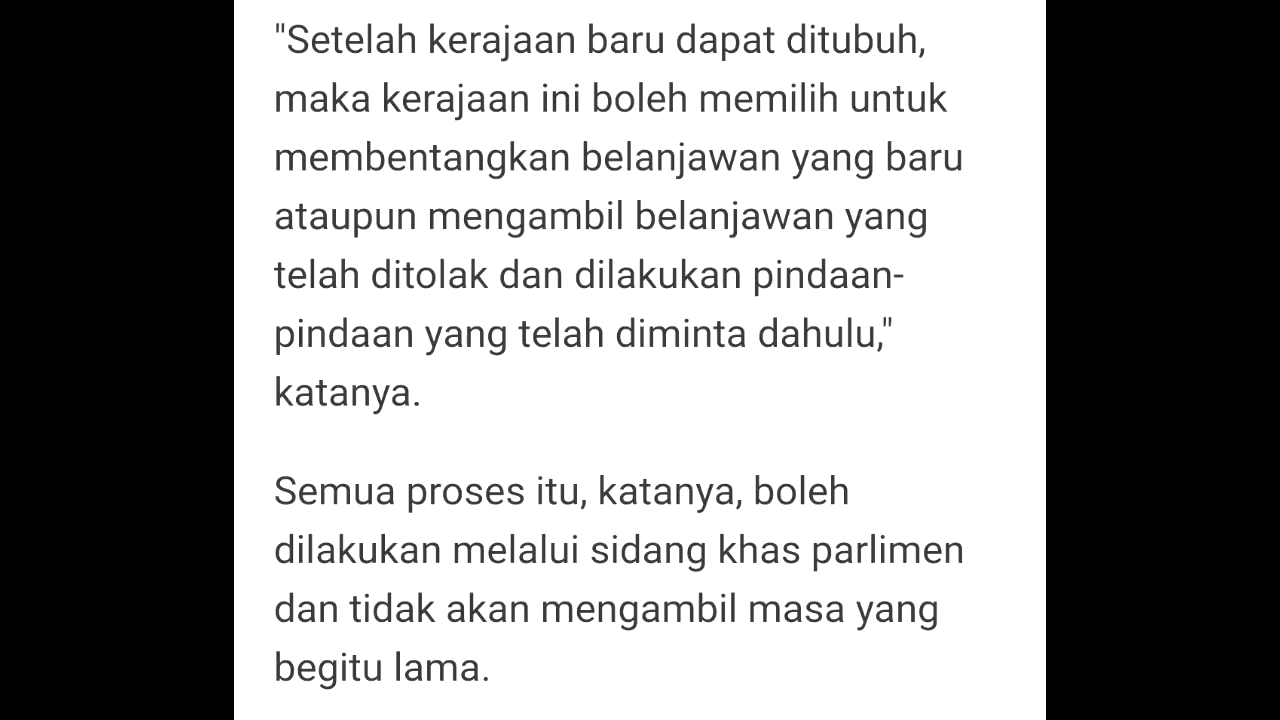 "Setelah kerajaan baru dapat ditubuh,
maka kerajaan ini boleh memilih untuk
membentangkan belanjawan yang baru
ataupun mengambil belanjawan yang
telah ditolak dan dilakukan pindaan-
pindaan yang telah diminta dahulu,"
katanya.
Semua proses itu, katanya, boleh
dilakukan melalui sidang khas parlimen
dan tidak akan mengambil masa yang
begitu lama.